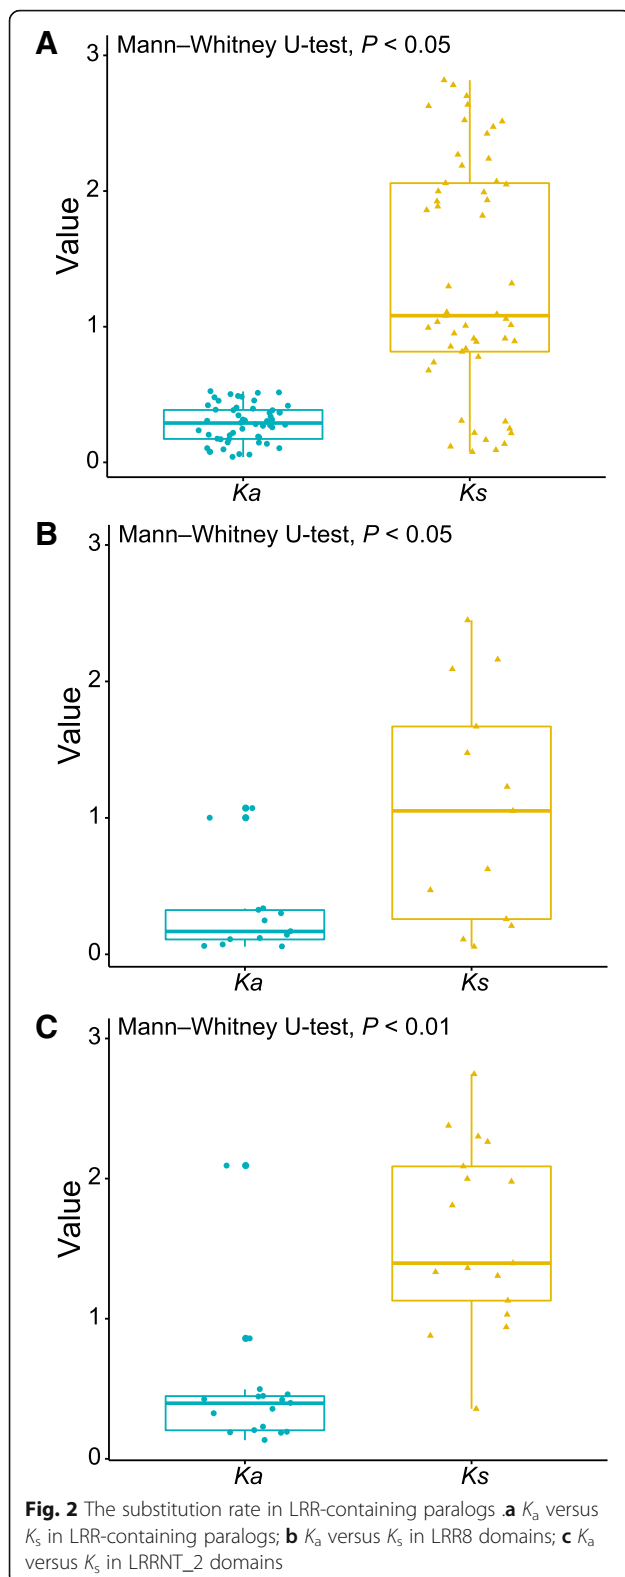 A
Mann–Whitney U-test, P < 0.05
3
2
1
0
Value
Ka
Ks
B
Mann–Whitney U-test, P < 0.05
3
2
1
0
Value
Ka
Ks
C
Mann–Whitney U-test, P < 0.01
3
2
1
0
Value
Ka
Ks
Fig. 2 The substitution rate in LRR-containing paralogs .a Ka versus
Ks in LRR-containing paralogs; b Ka versus Ks in LRR8 domains; c Ka
versus Ks in LRRNT_2 domains